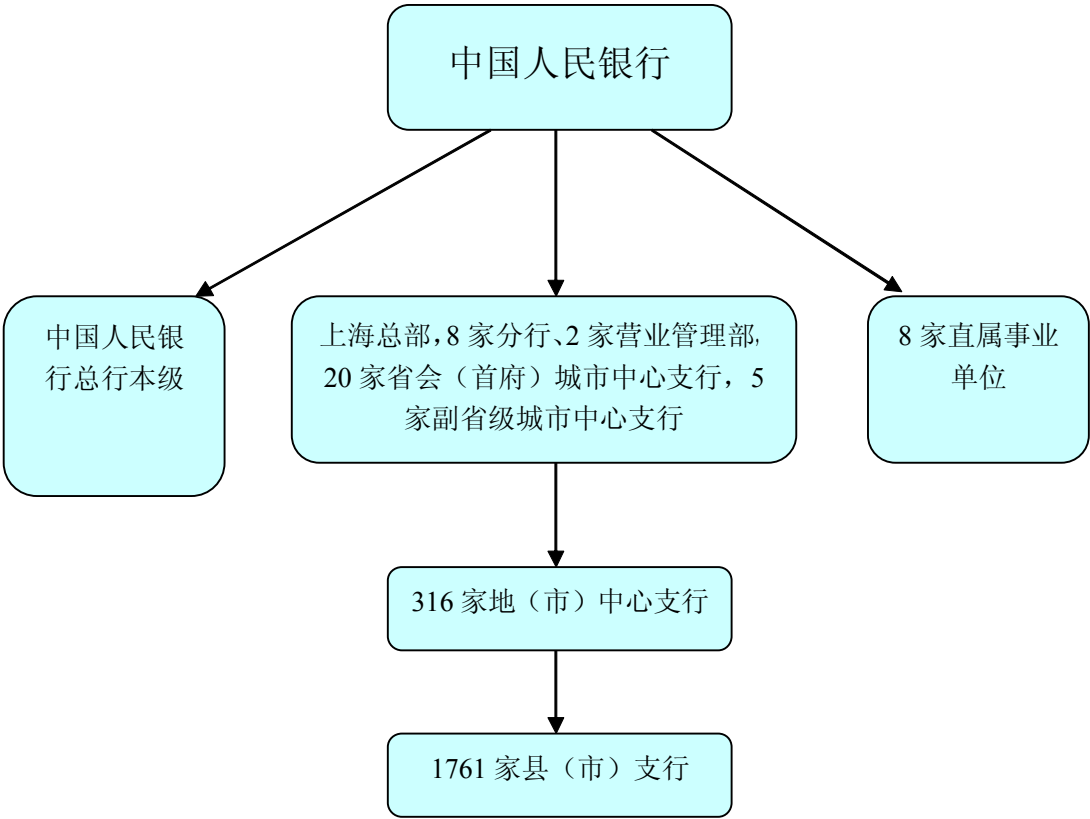 中国人民银行
中国人民银
行总行本级
上海总部，8 家分行、2 家营业管理部，
20 家省会（首府）城市中心支行，5
家副省级城市中心支行
8 家直属事业
单位
316 家地（市）中心支行
1761 家县（市）支行